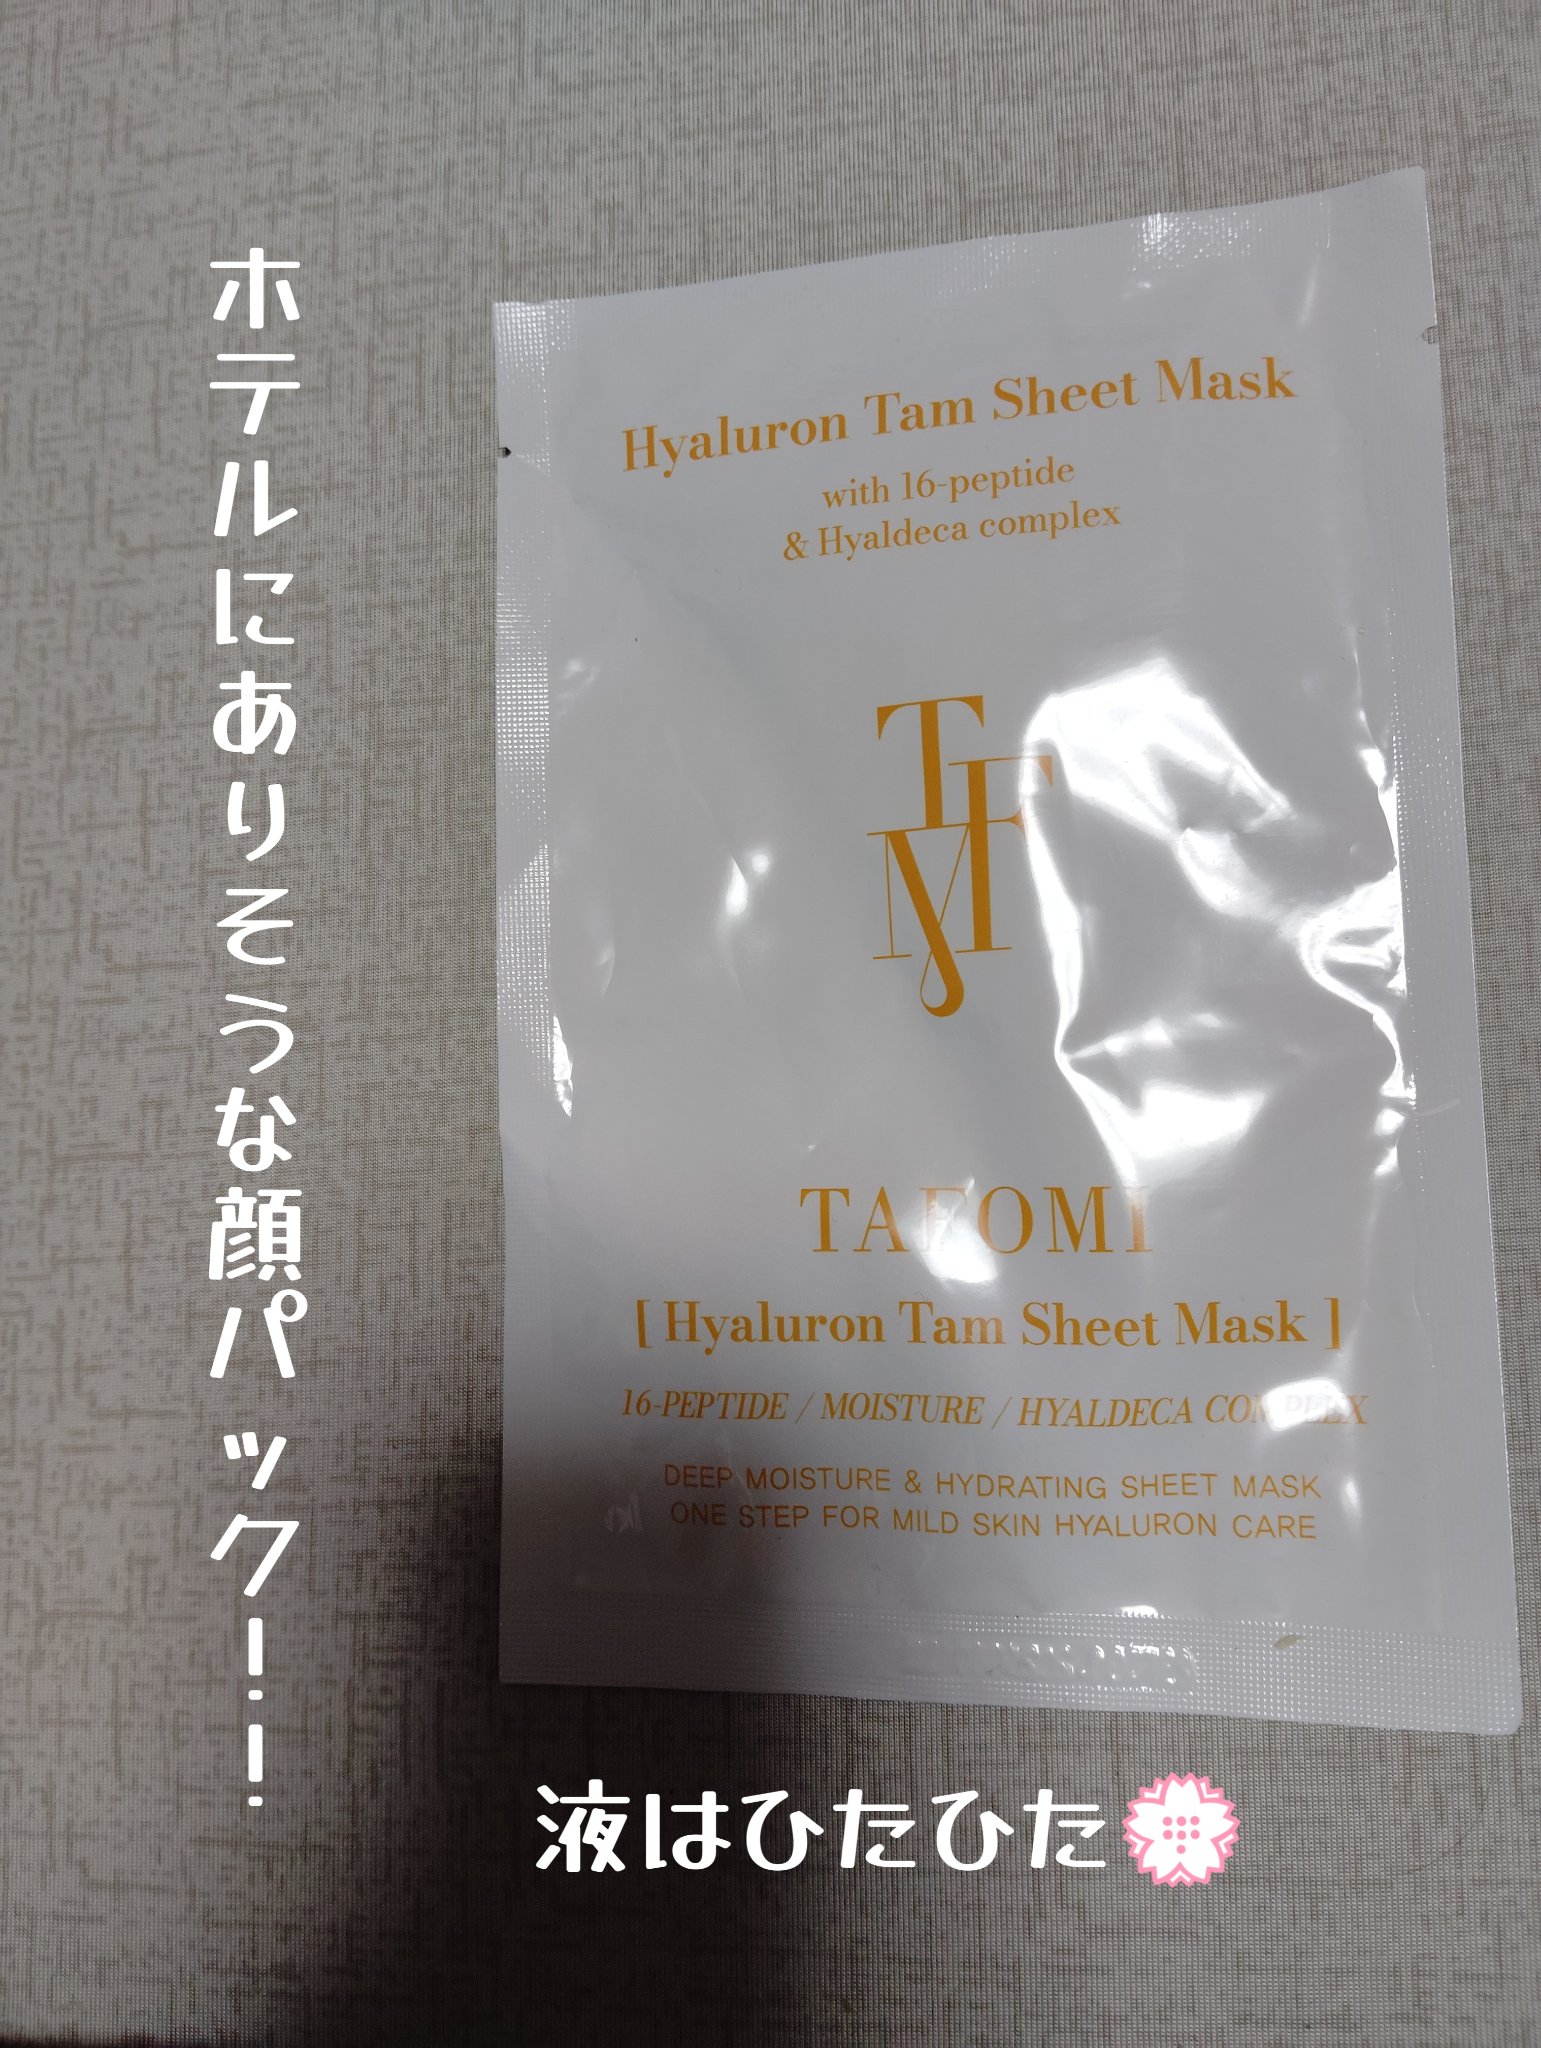 ホテルにありそうな顔パック!!
Hyaluron Tam Sheet Mask
with 16-peptide
& Hyaldeca complex
TFM
TAFOMI
[ Hyaluron Tam Sheet Mask ]
16-PEPTIDE / MOISTURE / HYALDECA COMPLEX
DEEP MOISTURE & HYDRATING SHEET MASK
ONE STEP FOR MILD SKIN HYALURON CARE
液はひたひた💮